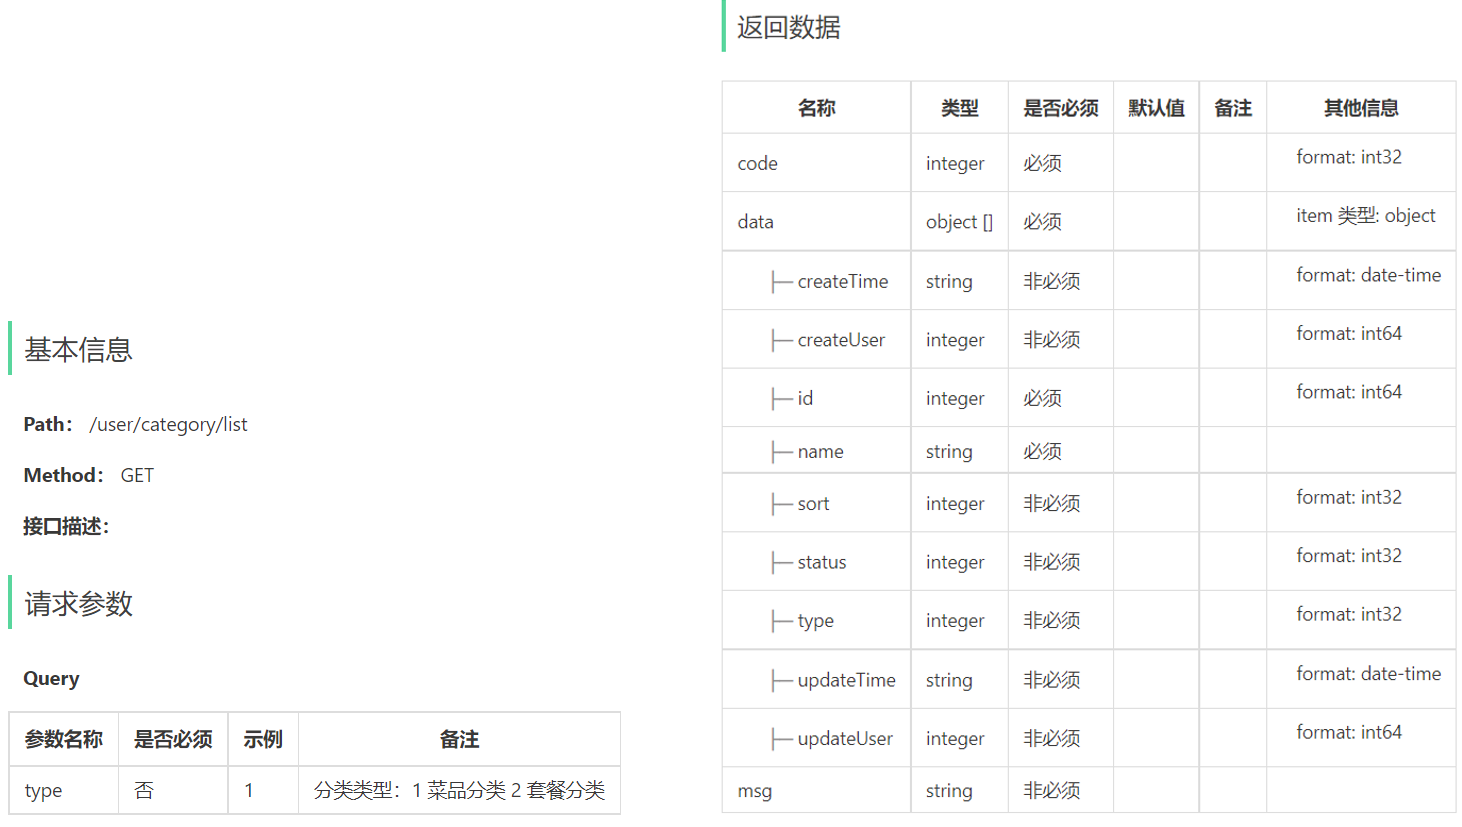 基本信息
Path： /user/category/list
Method： GET
接口描述：
请求参数
Query
参数名称 是否必须 示例 备注
type 否 1 分类类型：1 菜品分类 2 套餐分类
返回数据
名称 类型 是否必须 默认值 备注 其他信息
code integer 必须 format: int32
data object [] 必须 item 类型: object
├─ createTime string 非必须 format: date-time
├─ createUser integer 非必须 format: int64
├─ id integer 必须 format: int64
├─ name string 必须
├─ sort integer 非必须 format: int32
├─ status integer 非必须 format: int32
├─ type integer 非必须 format: int32
├─ updateTime string 非必须 format: date-time
├─ updateUser integer 非必须 format: int64
msg string 非必须